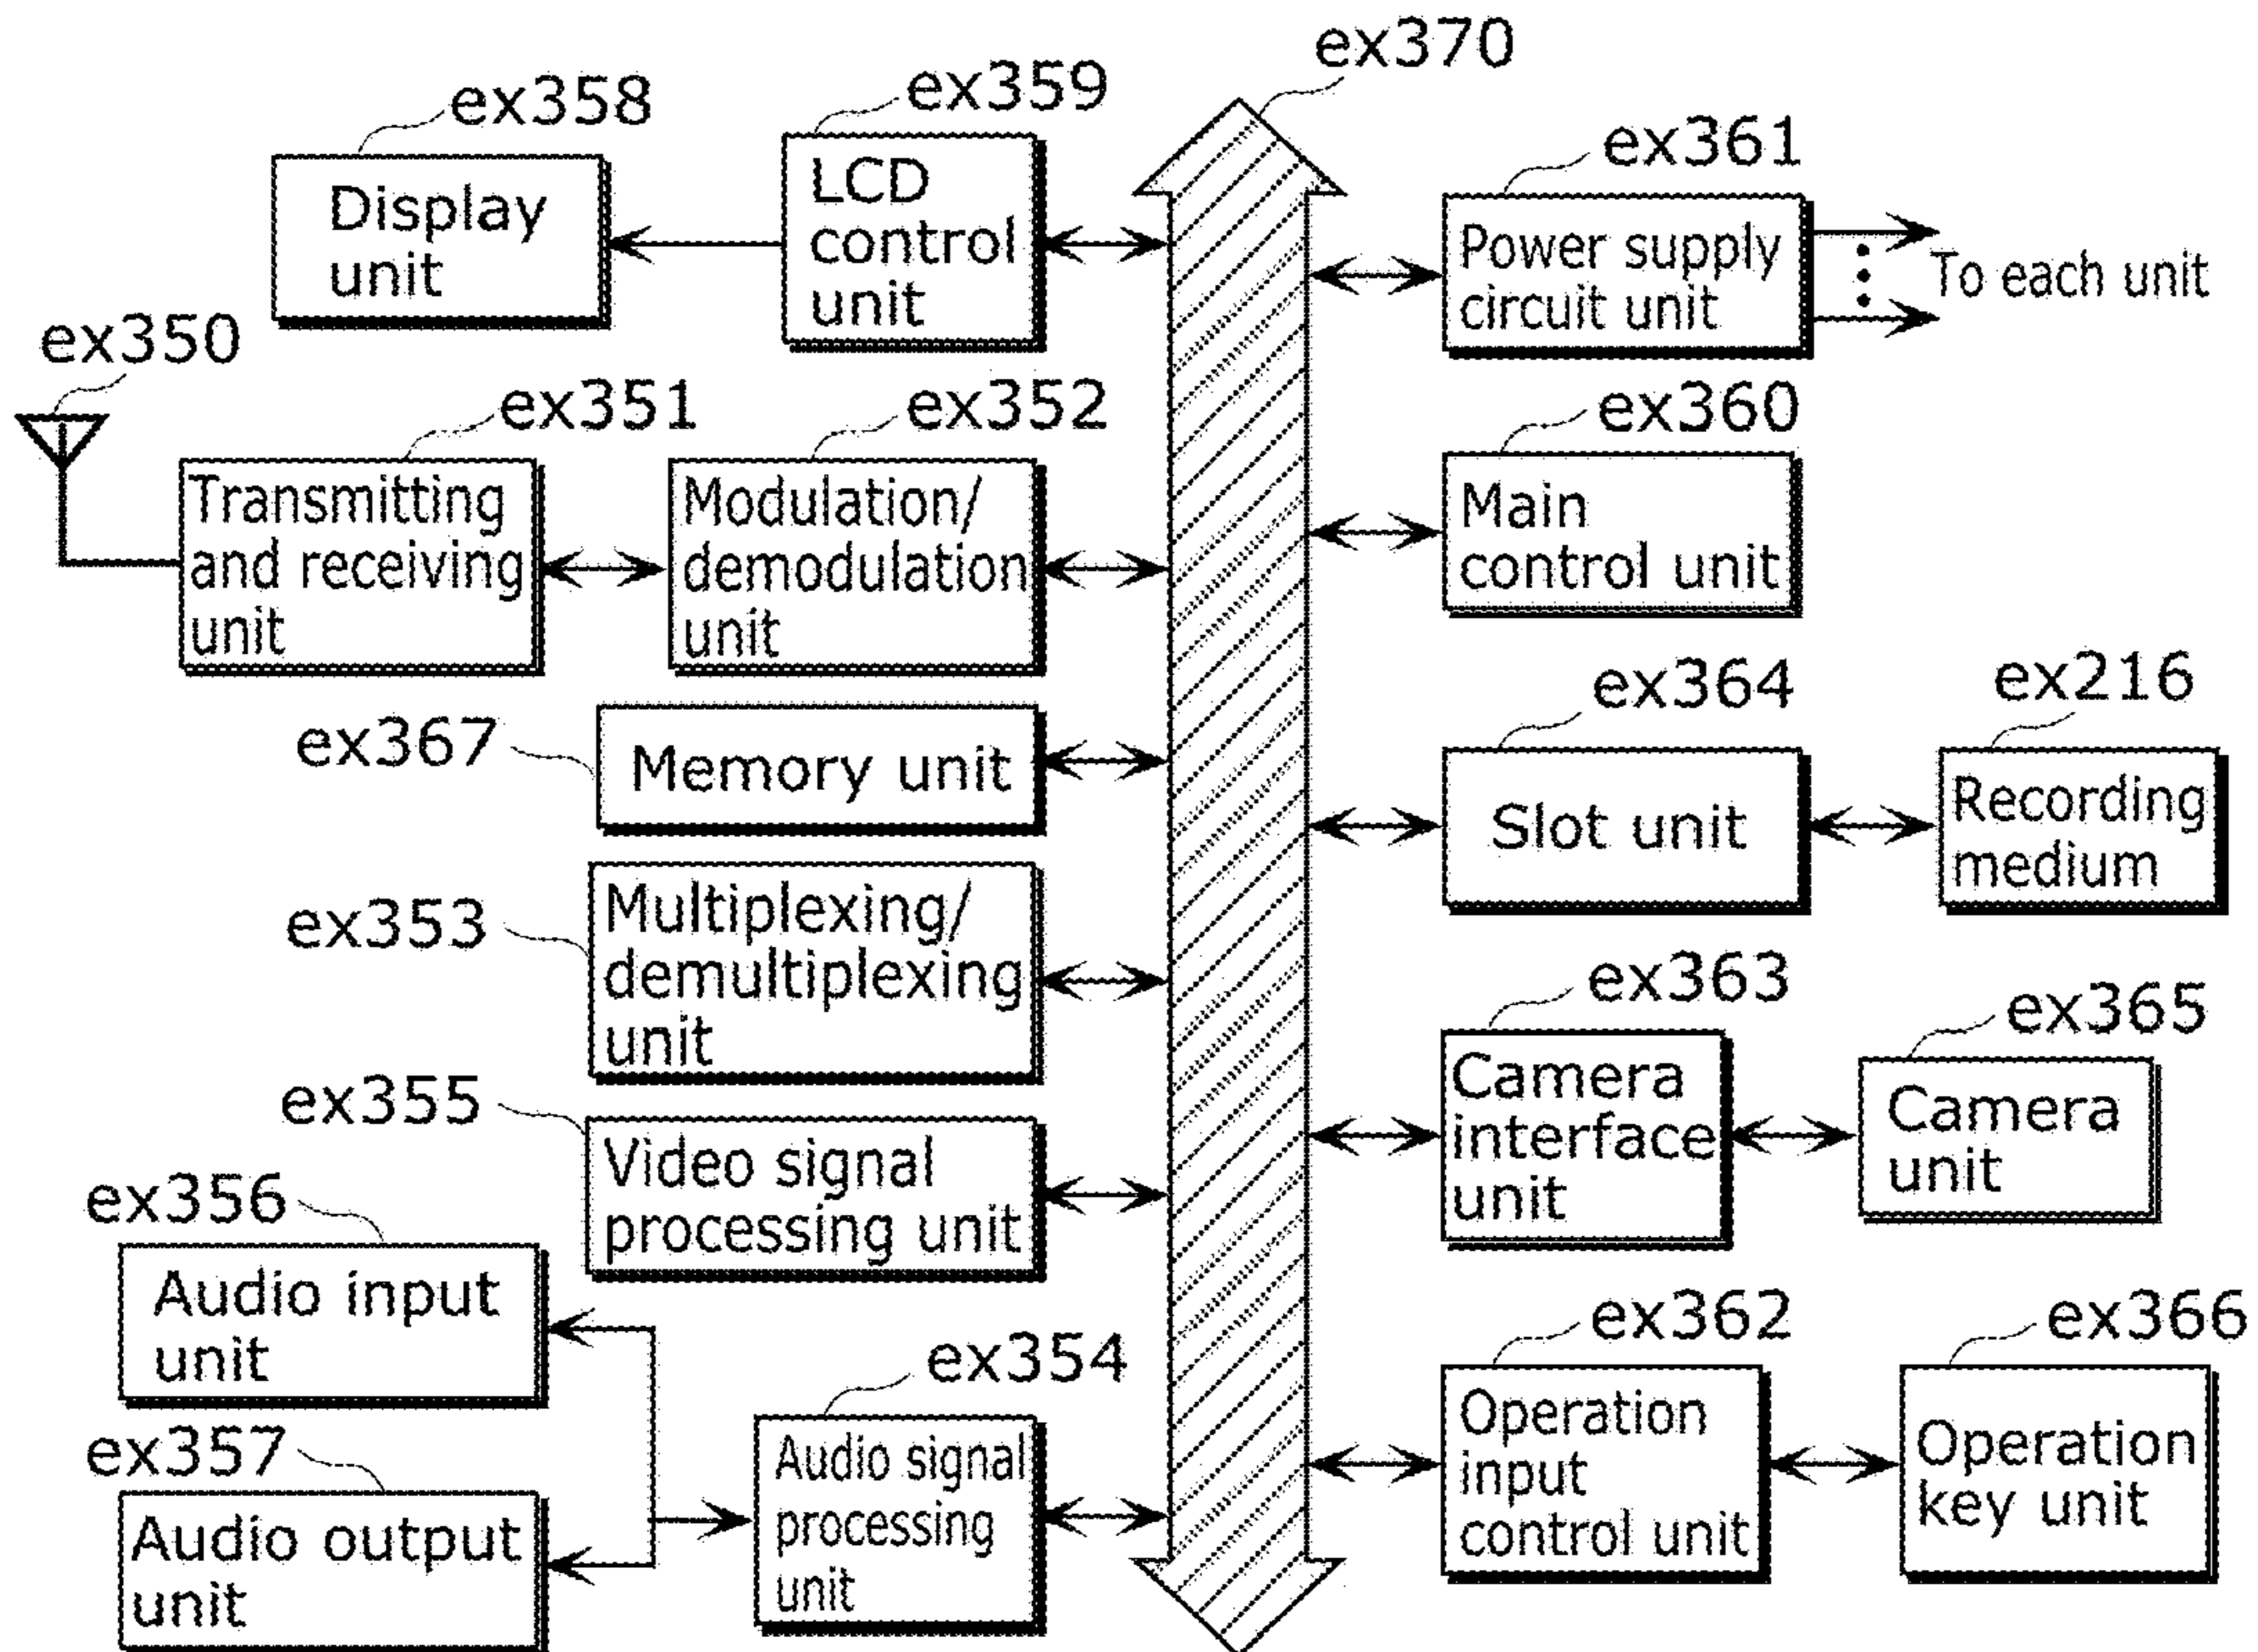 ex370
ex359
ex358
ex361
LCD
control
unit
Display
unit
Power supply
circuit unit
To each unit
ex350
ex351
ex352
ex360
Transmitting
and receiving
unit
Modulation/
demodulation
unit
Main
control unit
ex364
ex216
ex367
Memory unit
Slot unit
Recording
medium
ex353
Multiplexing/
demultiplexing
unit
ex363
ex365
Camera
interface
unit
Camera
unit
ex355
Video signal
processing unit
ex356
Audio input
unit
ex354
ex362
ex366
ex357
Audio signal
processing
unit
Operation
input
control unit
Operation
key unit
Audio output
unit